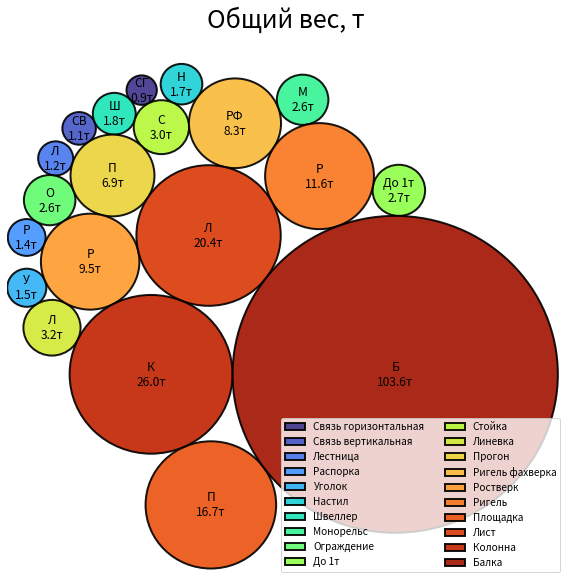 Общий вес, т
СГ
0.9т
Н
1.7т
М
2.6т
Ш
1.8т
С
3.0т
РФ
8.3т
СВ
1.1т
Л
1.2т
П
6.9т
Р
11.6т
До 1т
2.7т
О
2.6т
Р
1.4т
Л
20.4т
Р
9.5т
У
1.5т
Л
3.2т
К
26.0т
Б
103.6т
П
16.7т
Связь горизонтальная
Связь вертикальная
Лестница
Распорка
Уголок
Настил
Швеллер
Монорельс
Ограждение
До 1т
Стойка
Линевка
Прогон
Ригель фахверка
Ростверк
Ригель
Площадка
Лист
Колонна
Балка